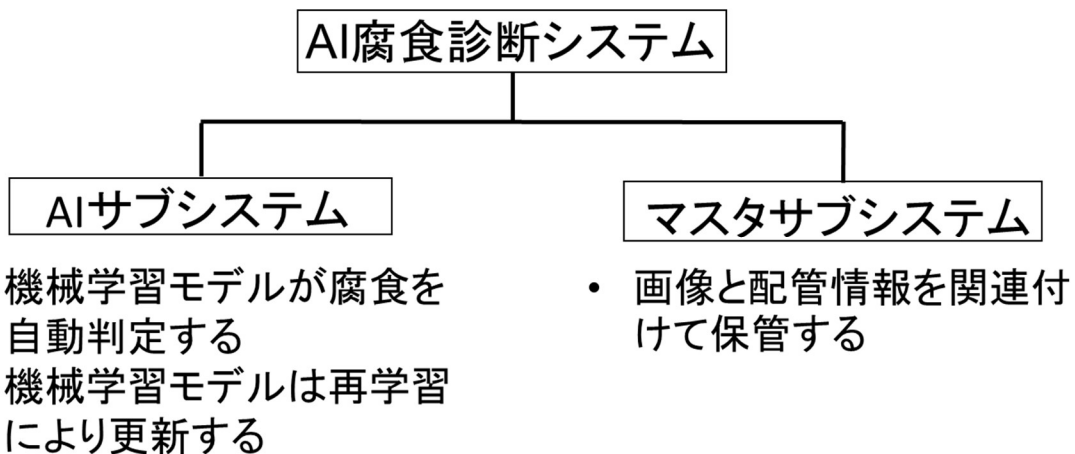 AI腐食診断システム
AIサブシステム
マスタサブシステム
機械学習モデルが腐食を
自動判定する
機械学習モデルは再学習
により更新する
• 画像と配管情報を関連付
けて保管する